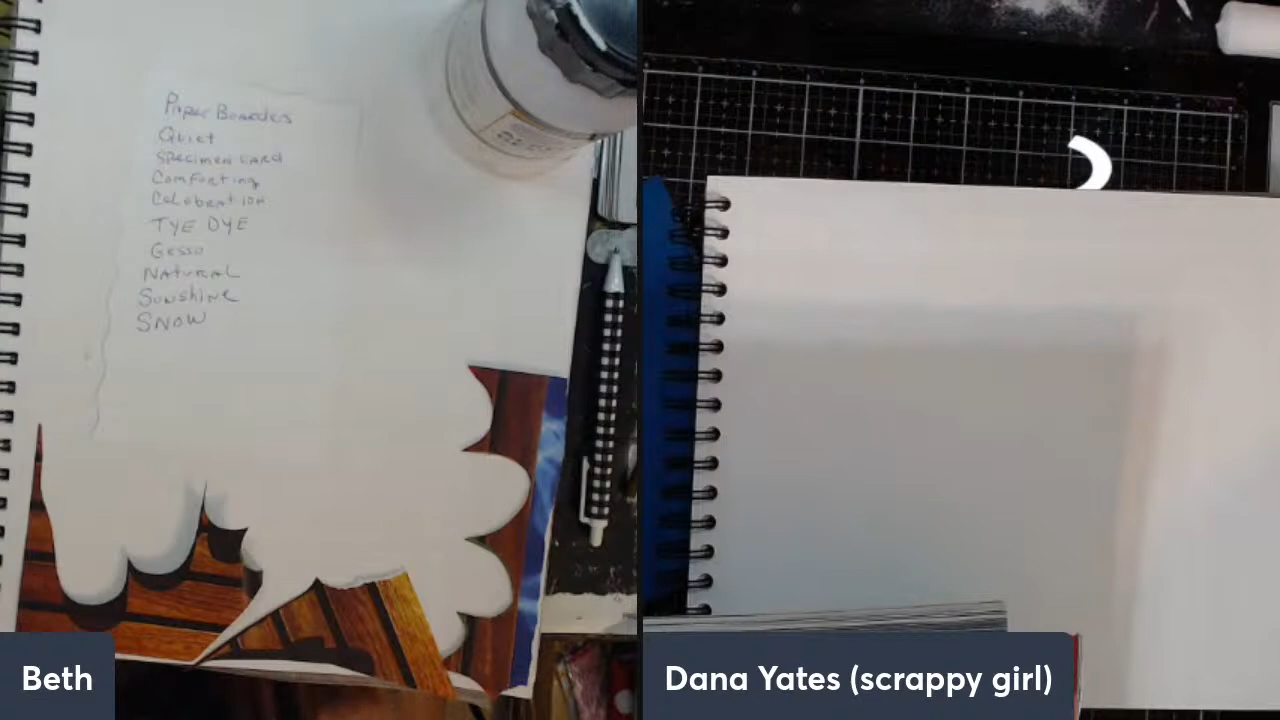 Paper Boarders
Quiet
Specimen card
Comforting
Celebration
TYE DYE
Gesso
NATURAL
Sunshine
SNOW
Beth
Dana Yates (scrappy girl)